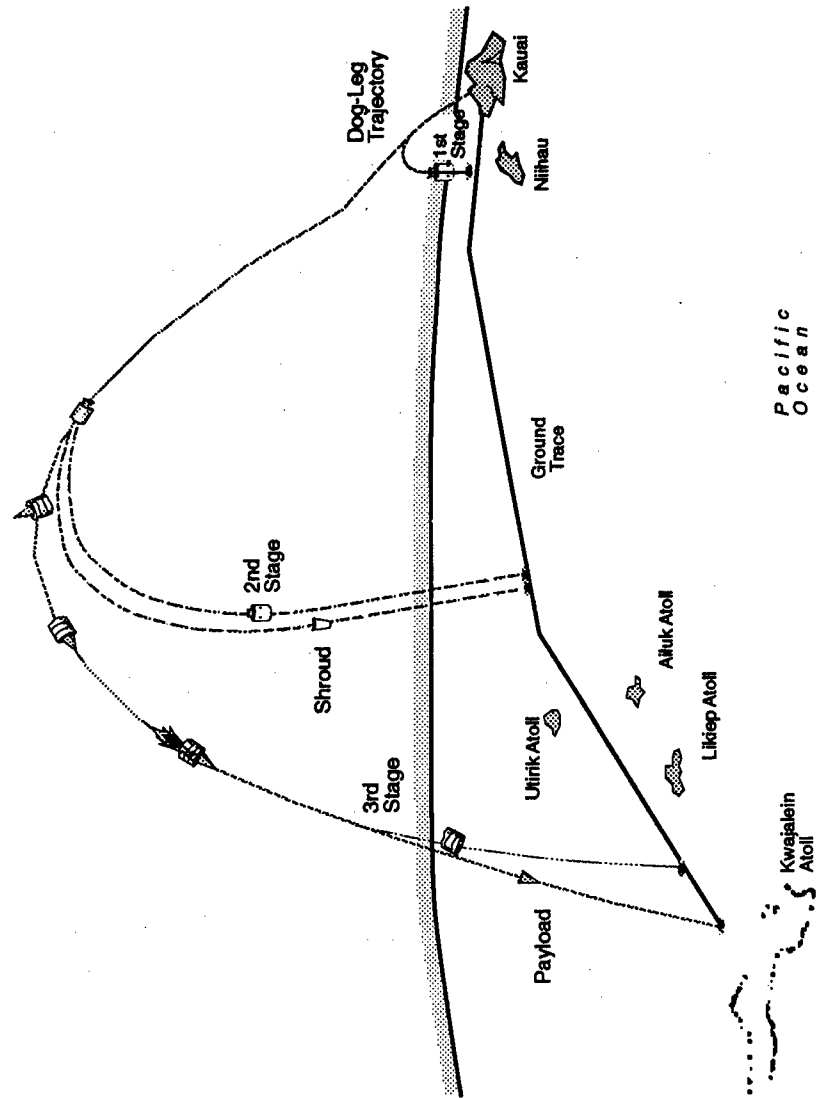 Dog-Leg
Trajectory
1st
Stage
Kauai
Niihau
2nd
Stage
Shroud
3rd
Stage
Payload
Ground
Trace
Utirik Atoll
Ailuk Atoll
Likiep Atoll
Kwajalein
Atoll
Pacific
Ocean